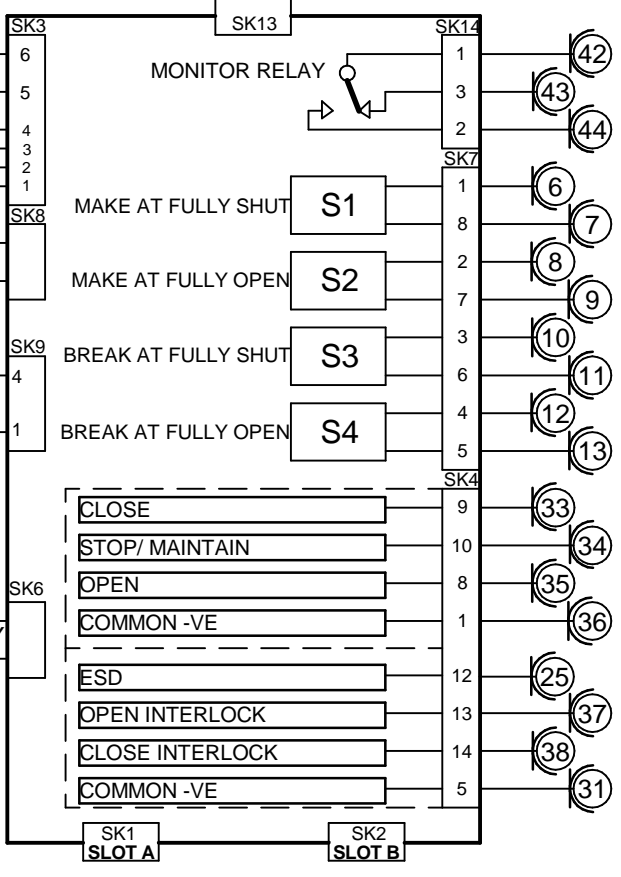 SK3
SK13
SK14
6
MONITOR RELAY
1
42
5
3
43
4
2
44
3
2
1
SK7
MAKE AT FULLY SHUT
S1
1
6
SK8
8
7
MAKE AT FULLY OPEN
S2
2
8
7
9
SK9
BREAK AT FULLY SHUT
S3
3
10
4
6
11
1
BREAK AT FULLY OPEN
S4
4
12
5
13
SK4
CLOSE
9
33
STOP/ MAINTAIN
10
34
SK6
OPEN
8
35
COMMON -VE
1
36
ESD
12
25
OPEN INTERLOCK
13
37
CLOSE INTERLOCK
14
38
COMMON -VE
5
31
SK1
SLOT A
SK2
SLOT B